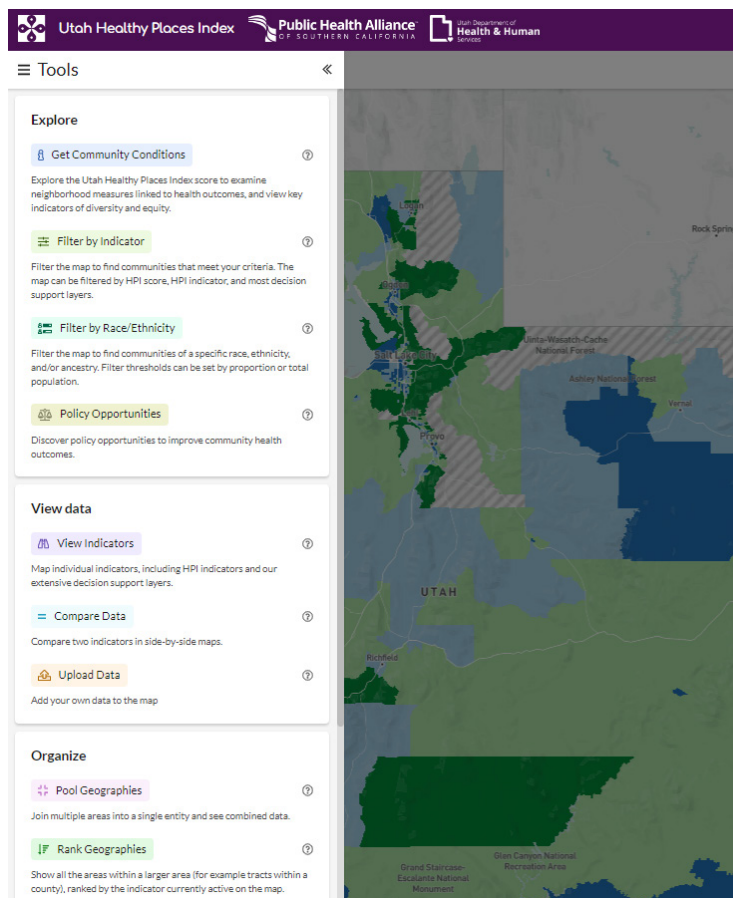 Utah Healthy Places Index
Public Health Alliance
OF SOUTHERN CALIFORNIA
Utah Department of
Health & Human
Services
Tools
Explore
Get Community Conditions
Explore the Utah Healthy Places Index score to examine
neighborhood measures linked to health outcomes, and view key
indicators of diversity and equity.
Filter by Indicator
Filter the map to find communities that meet your criteria. The
map can be filtered by HPI score, HPI indicator, and most decision
support layers.
Filter by Race/Ethnicity
Filter the map to find communities of a specific race, ethnicity,
and/or ancestry. Filter thresholds can be set by proportion or total
population.
Policy Opportunities
Discover policy opportunities to improve community health
outcomes.
View data
View Indicators
Map individual indicators, including HPI indicators and our
extensive decision support layers.
Compare Data
Compare two indicators in side-by-side maps.
Upload Data
Add your own data to the map
Organize
Pool Geographies
Join multiple areas into a single entity and see combined data.
Rank Geographies
Show all the areas within a larger area (for example tracts within a
county), ranked by the indicator currently active on the map.
Logan
Rock Sprin
Salt Lake City
Uinta-Wasatch-Cache
National Forest
Ashley National Forest
Vernal
Provo
UTAH
Richfield
Glen Canyon National
Recreation Area
Grand Staircase-
Escalante National
Monument